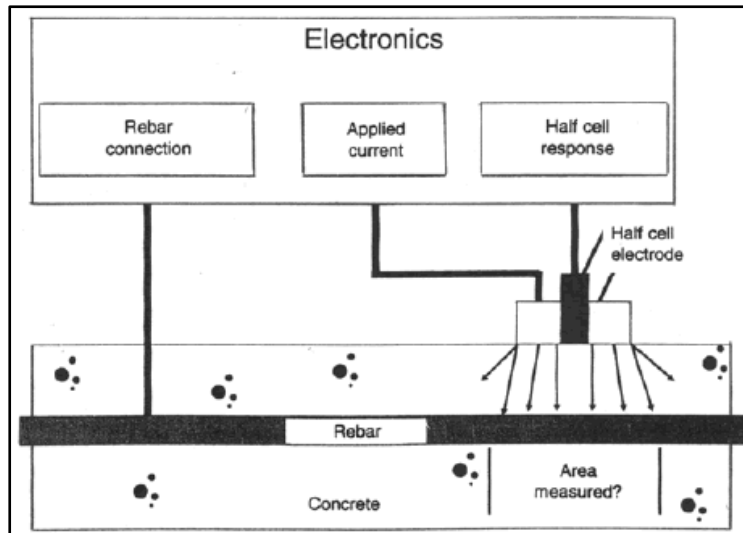 Electronics
Rebar
connection
Applied
current
Half cell
response
Half cell
electrode
Rebar
Area
measured?
Concrete